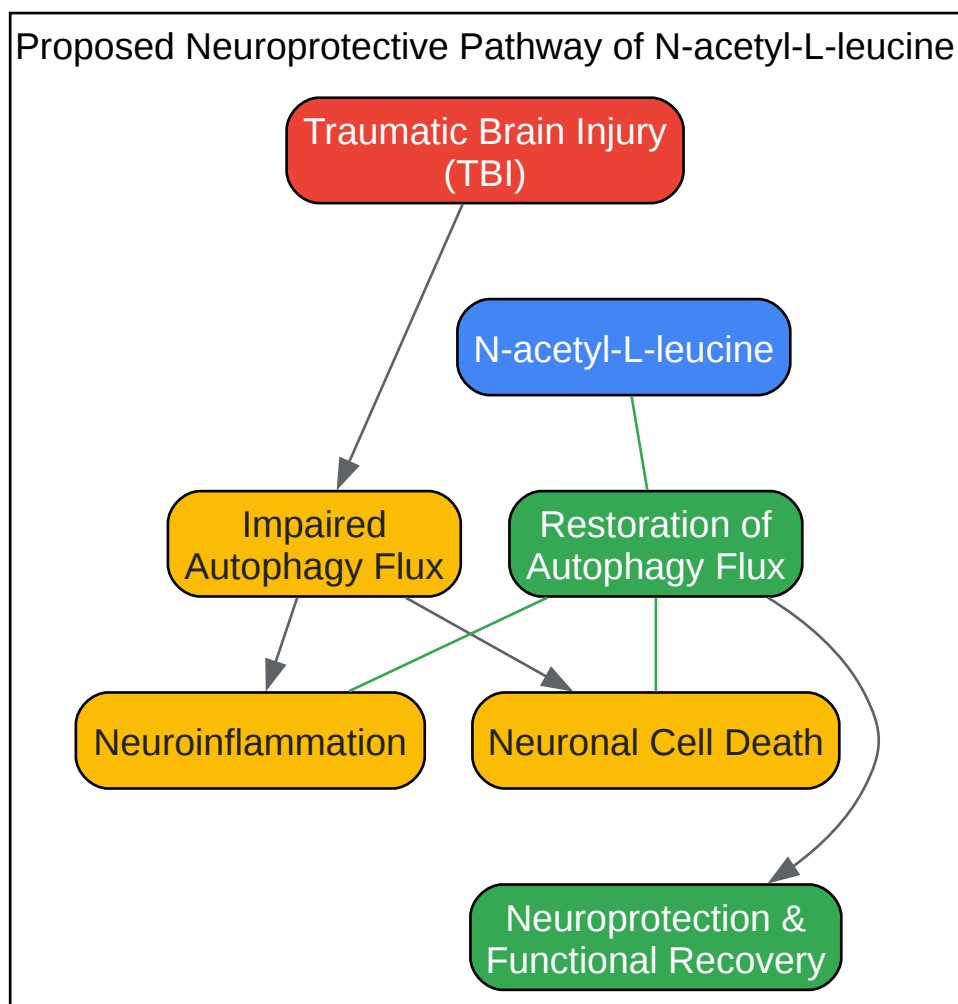 Proposed Neuroprotective Pathway of N-acetyl-L-leucine
Traumatic Brain Injury
(TBI)
N-acetyl-L-leucine
Impaired
Autophagy Flux
Restoration of
Autophagy Flux
Neuroinflammation
Neuronal Cell Death
Neuroprotection &
Functional Recovery